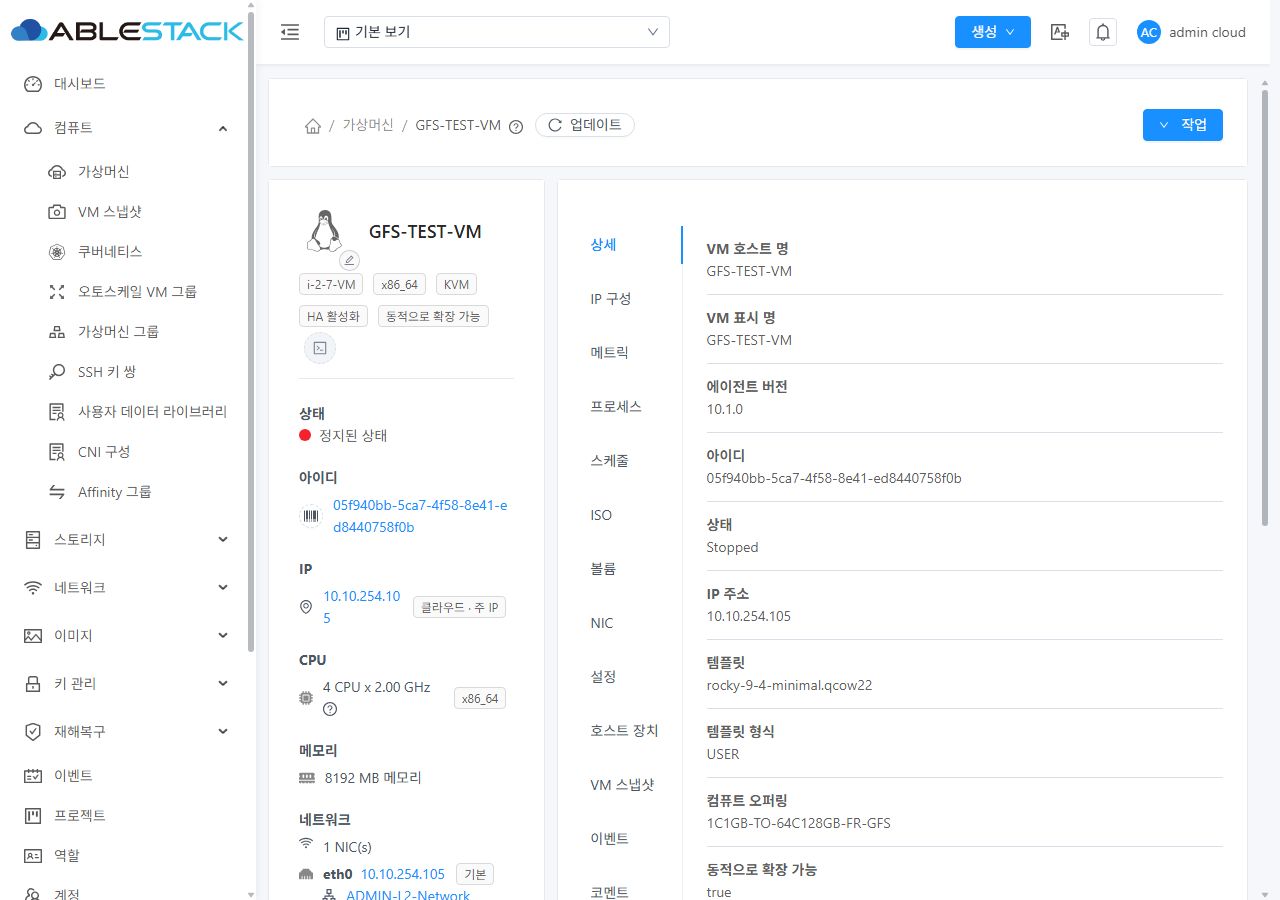 ABLESTACK
기본 보기
생성
AC
admin cloud
대시보드
컴퓨트
가상머신
VM 스냅샷
쿠버네티스
오토스케일 VM 그룹
가상머신 그룹
SSH 키 쌍
사용자 데이터 라이브러리
CNI 구성
Affinity 그룹
스토리지
네트워크
이미지
키 관리
재해복구
이벤트
프로젝트
역할
계정
/ 가상머신 / GFS-TEST-VM
업데이트
작업
GFS-TEST-VM
i-2-7-VM
x86_64
KVM
HA 활성화
동적으로 확장 가능
상태
정지된 상태
아이디
05f940bb-5ca7-4f58-8e41-e
d8440758f0b
IP
10.10.254.10
5
클라우드 · 주 IP
CPU
4 CPU x 2.00 GHz
x86_64
메모리
8192 MB 메모리
네트워크
1 NIC(s)
eth0 10.10.254.105 기본
ADMIN-L2-Network
상세
IP 구성
메트릭
프로세스
스케줄
ISO
볼륨
NIC
설정
호스트 장치
VM 스냅샷
이벤트
코멘트
VM 호스트 명
GFS-TEST-VM
VM 표시 명
GFS-TEST-VM
에이전트 버전
10.1.0
아이디
05f940bb-5ca7-4f58-8e41-ed8440758f0b
상태
Stopped
IP 주소
10.10.254.105
템플릿
rocky-9-4-minimal.qcow22
템플릿 형식
USER
컴퓨트 오퍼링
1C1GB-TO-64C128GB-FR-GFS
동적으로 확장 가능
true